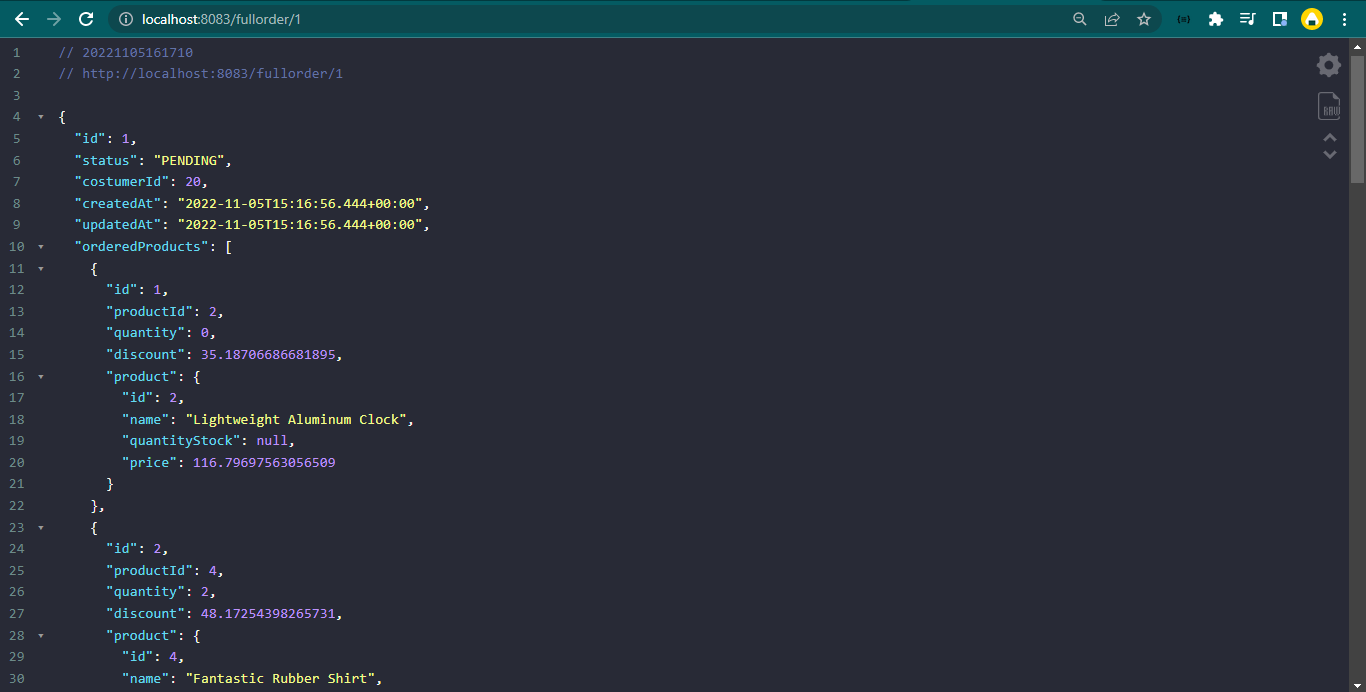 localhost:8083/fullorder/1
1 // 20221105161710
2 // http://localhost:8083/fullorder/1
3
4 {
5 "id": 1,
6 "status": "PENDING",
7 "costumerId": 20,
8 "createdAt": "2022-11-05T15:16:56.444+00:00",
9 "updatedAt": "2022-11-05T15:16:56.444+00:00",
10 "orderedProducts": [
11 {
12 "id": 1,
13 "productId": 2,
14 "quantity": 0,
15 "discount": 35.18706686681895,
16 "product": {
17 "id": 2,
18 "name": "Lightweight Aluminum Clock",
19 "quantityStock": null,
20 "price": 116.79697563056509
21 }
22 },
23 {
24 "id": 2,
25 "productId": 4,
26 "quantity": 2,
27 "discount": 48.17254398265731,
28 "product": {
29 "id": 4,
30 "name": "Fantastic Rubber Shirt",
RAW